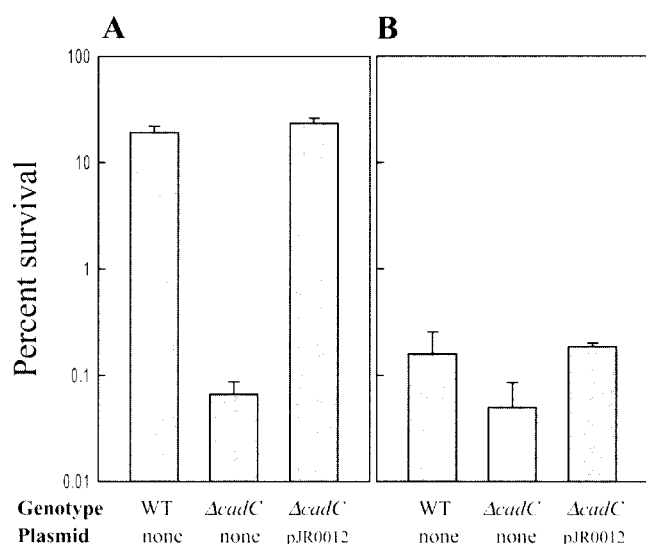 A
B
100
10
1
0.1
0.01
Percent survival
Genotype WT ΔcadC ΔcadC WT ΔcadC ΔcadC
Plasmid none none pJR0012 none none pJR0012